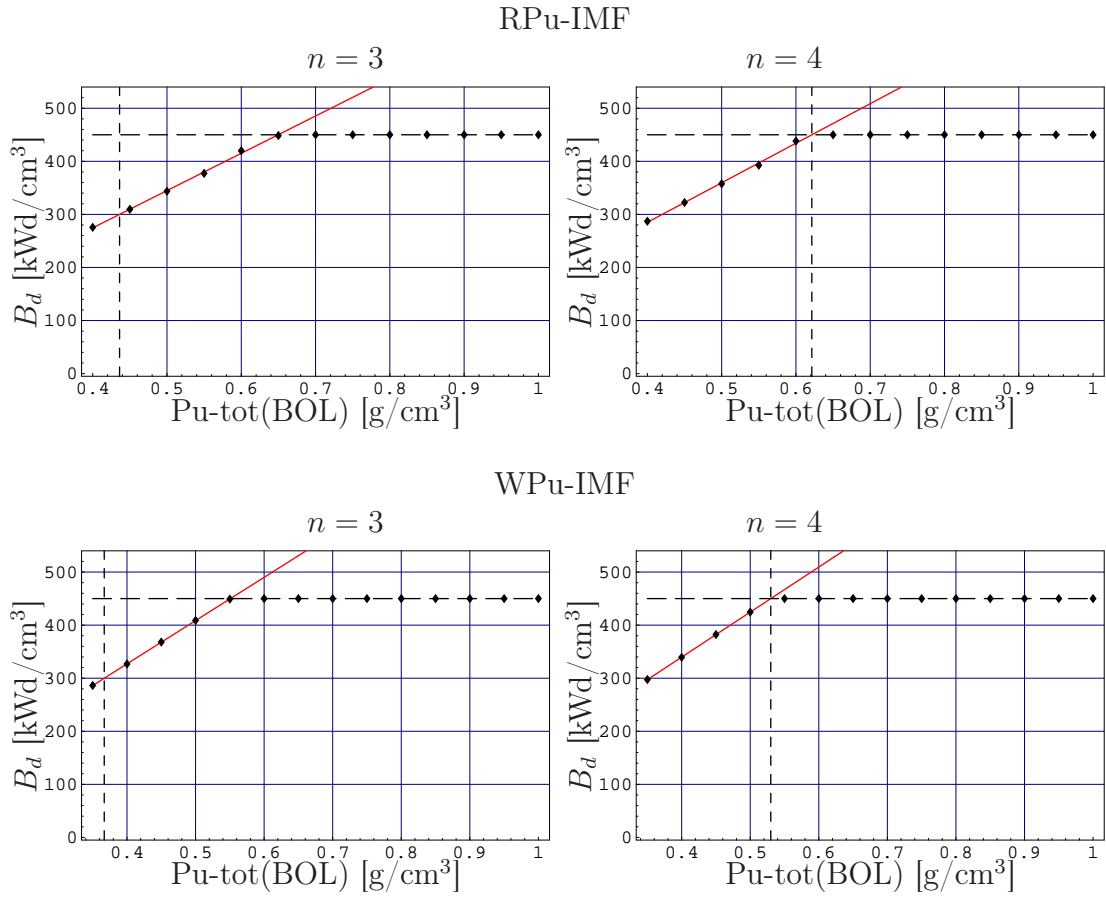 RPu-IMF
n = 3
n = 4
B_d [kWd/cm³]
500
400
300
200
100
0
0.4 0.5 0.6 0.7 0.8 0.9 1
Pu-tot(BOL) [g/cm³]
B_d [kWd/cm³]
500
400
300
200
100
0
0.4 0.5 0.6 0.7 0.8 0.9 1
Pu-tot(BOL) [g/cm³]
WPu-IMF
n = 3
n = 4
B_d [kWd/cm³]
500
400
300
200
100
0
0.4 0.5 0.6 0.7 0.8 0.9 1
Pu-tot(BOL) [g/cm³]
B_d [kWd/cm³]
500
400
300
200
100
0
0.4 0.5 0.6 0.7 0.8 0.9 1
Pu-tot(BOL) [g/cm³]